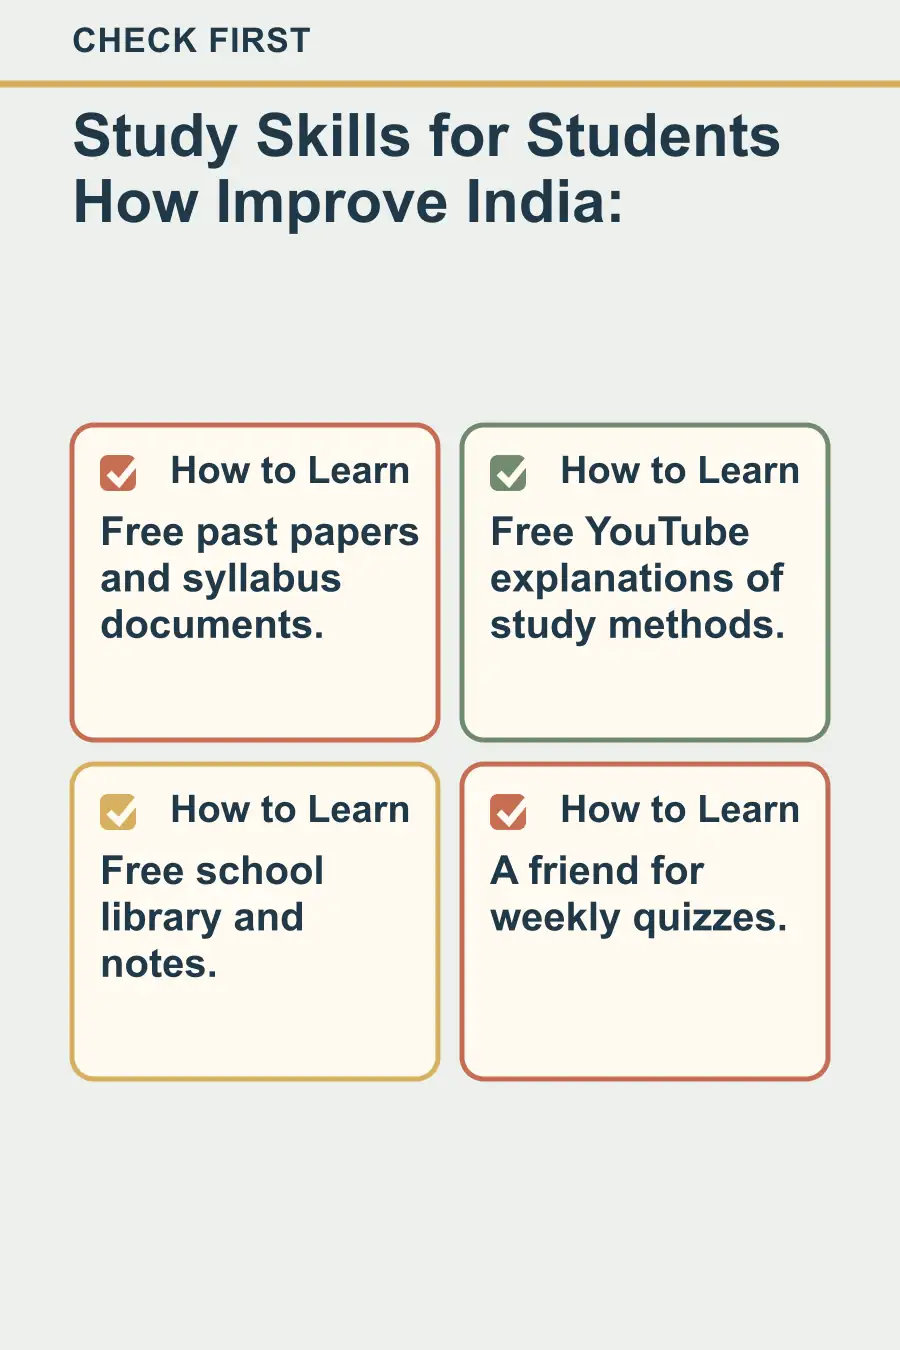 CHECK FIRST
Study Skills for Students
How Improve India:
How to Learn
Free past papers
and syllabus
documents.
How to Learn
Free YouTube
explanations of
study methods.
How to Learn
Free school
library and
notes.
How to Learn
A friend for
weekly quizzes.